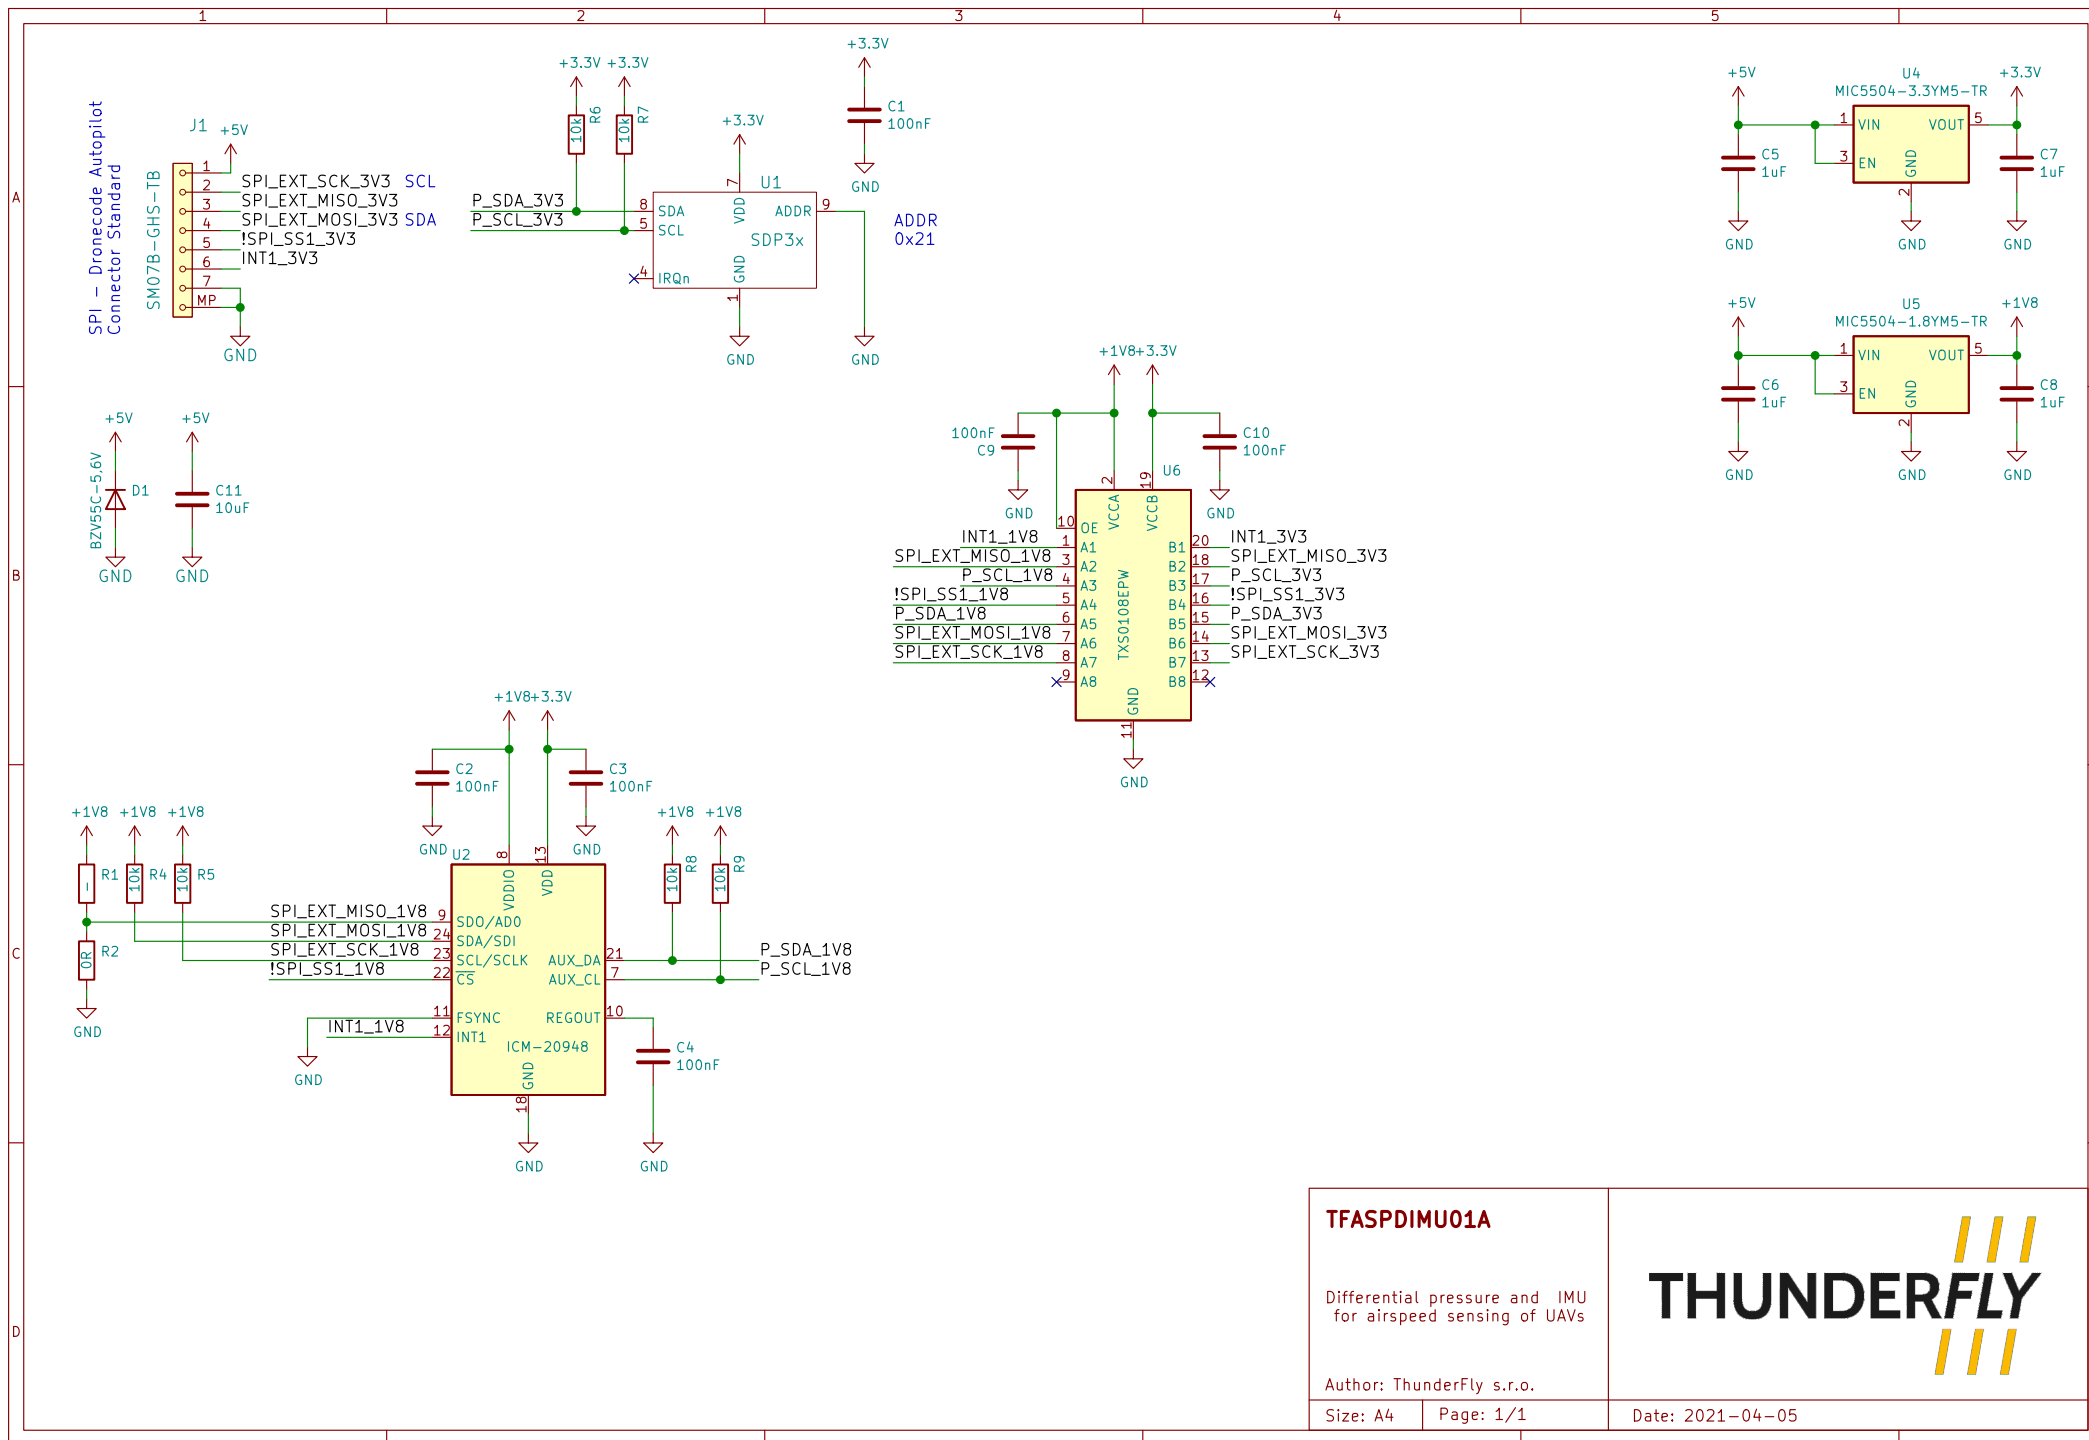 1
2
3
4
5
A
B
C
D
SPI - Dronecode Autopilot
Connector Standard
J1
+5V
SM07B-GHS-TB
1
2
3
4
5
6
7
MP
SPI_EXT_SCK_3V3 SCL
SPI_EXT_MISO_3V3
SPI_EXT_MOSI_3V3 SDA
!SPI_SS1_3V3
INT1_3V3
GND
+3.3V
+3.3V
10k
R6
10k
R7
P_SDA_3V3
P_SCL_3V3
+3.3V
U1
7
VDD
8
SDA
5
SCL
4
IRQn
ADDR
9
SDP3x
GND
1
GND
+3.3V
C1
100nF
GND
ADDR
0x21
GND
+5V
U4
MIC5504-3.3YM5-TR
+3.3V
1
VIN
VOUT
5
3
EN
GND
2
C5
1uF
C7
1uF
GND
GND
GND
+5V
U5
MIC5504-1.8YM5-TR
+1V8
1
VIN
VOUT
5
3
EN
GND
2
C6
1uF
C8
1uF
GND
GND
GND
+5V
BZV55C-5,6V
D1
GND
+5V
C11
10uF
GND
+1V8
+3.3V
100nF
C9
GND
C10
100nF
GND
U6
2
VCCA
19
VCCB
10
OE
TXS0108EPW
INT1_1V8
1
A1
B1
20
INT1_3V3
SPI_EXT_MISO_1V8
3
A2
B2
18
SPI_EXT_MISO_3V3
P_SCL_1V8
4
A3
B3
17
P_SCL_3V3
!SPI_SS1_1V8
5
A4
B4
16
!SPI_SS1_3V3
P_SDA_1V8
6
A5
B5
15
P_SDA_3V3
SPI_EXT_MOSI_1V8
7
A6
B6
14
SPI_EXT_MOSI_3V3
SPI_EXT_SCK_1V8
8
A7
B7
13
SPI_EXT_SCK_3V3
9
A8
B8
12
GND
11
GND
+1V8
+3.3V
C2
100nF
GND
C3
100nF
GND
+1V8
+1V8
+1V8
-
R1
10k
R4
10k
R5
0R
R2
GND
U2
8
VDDIO
13
VDD
SPI_EXT_MISO_1V8
9
SDO/AD0
SPI_EXT_MOSI_1V8
24
SDA/SDI
SPI_EXT_SCK_1V8
23
SCL/SCLK
!SPI_SS1_1V8
22
CS
11
FSYNC
INT1_1V8
12
INT1
GND
ICM-20948
GND
18
GND
+1V8
+1V8
10k
R8
10k
R9
AUX_DA
21
P_SDA_1V8
AUX_CL
7
P_SCL_1V8
REGOUT
10
C4
100nF
GND
TFASPDIMU01A
Differential pressure and IMU
for airspeed sensing of UAVs
Author: ThunderFly s.r.o.
Size: A4
Page: 1/1
Date: 2021-04-05
THUNDERFLY